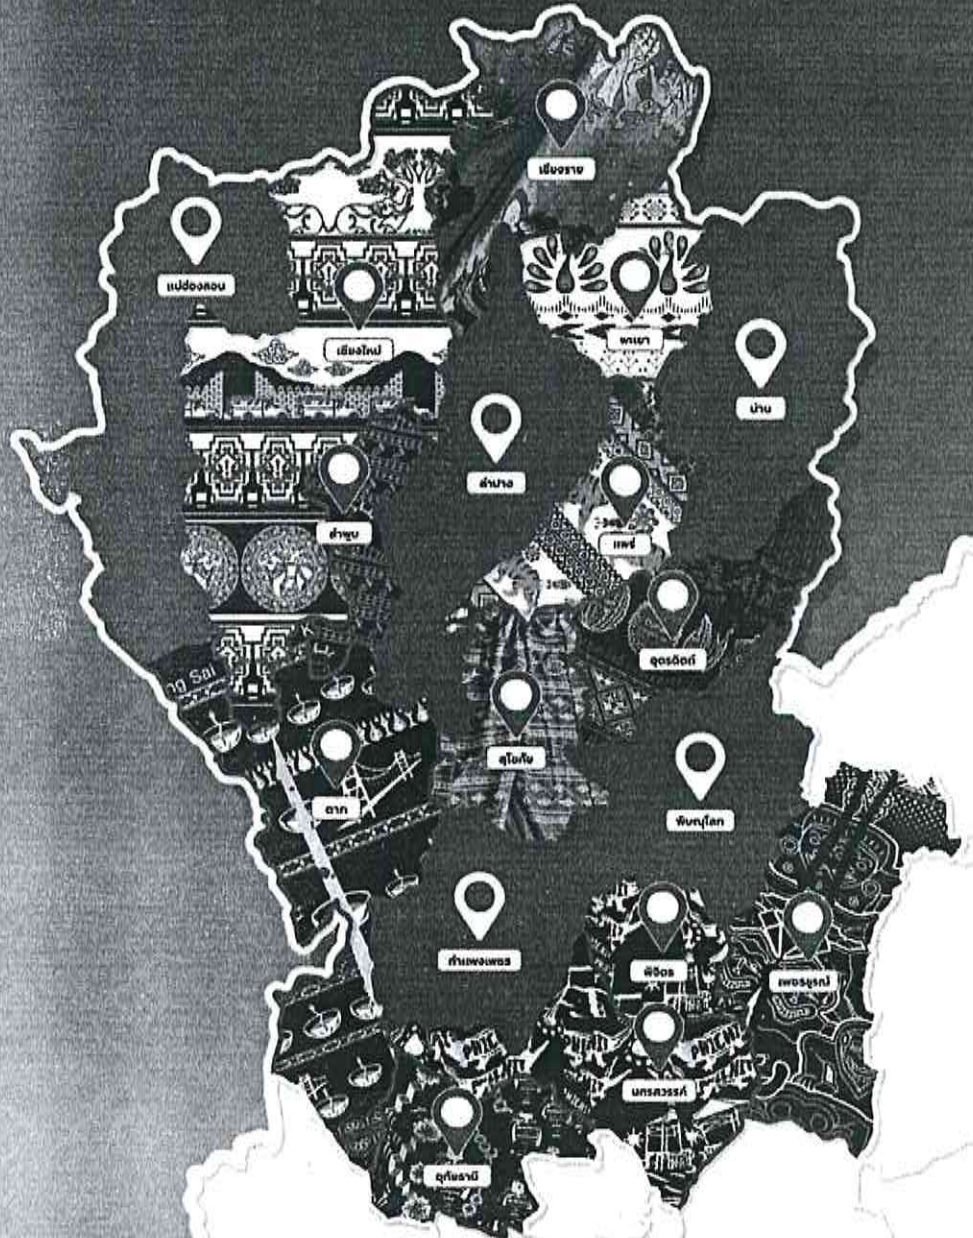 เชียงราย
แม่ฮ่องสอน
เชียงใหม่
พะเยา
น่าน
ลำปาง
ลำพูน
แพร่
อุตรดิตถ์
ng Sai
สุโขทัย
ตาก
พิษณุโลก
กำแพงเพชร
พิจิตร
เพชรบูรณ์
นครสวรรค์
PHICHI
อุทัยธานี